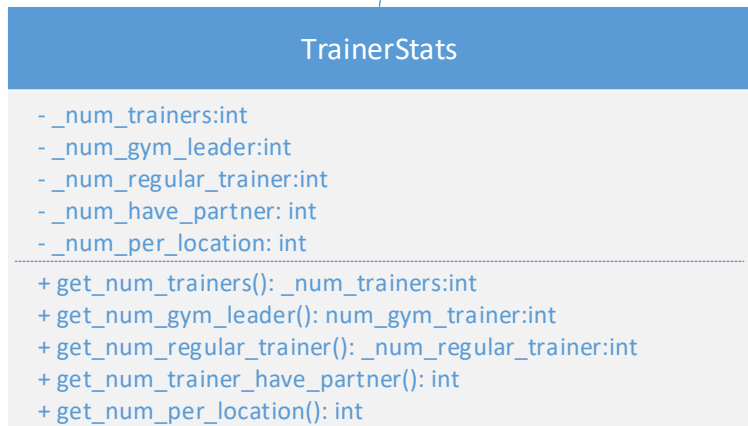 TrainerStats
- _num_trainers:int
- _num_gym_leader:int
- _num_regular_trainer:int
- _num_have_partner: int
- _num_per_location: int
+ get_num_trainers(): _num_trainers:int
+ get_num_gym_leader(): num_gym_trainer:int
+ get_num_regular_trainer(): _num_regular_trainer:int
+ get_num_trainer_have_partner(): int
+ get_num_per_location(): int